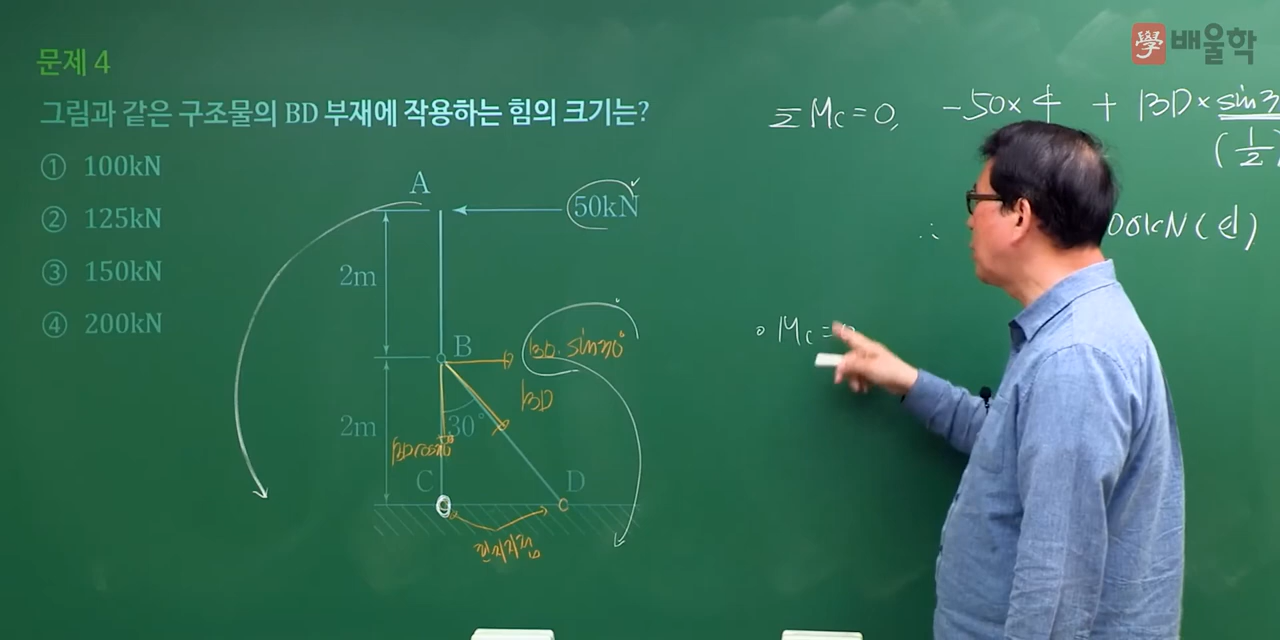 學 배울학
문제 4
그림과 같은 구조물의 BD 부재에 작용하는 힘의 크기는?
① 100kN
② 125kN
③ 150kN
④ 200kN
A
50kN
2m
B
BD·sin30°
BD
2m
30°
C
D
힌지지점
ΣMc=0, -50×4 + BD×sin3
(1/2)
∴
00kN(인)
Mc=0